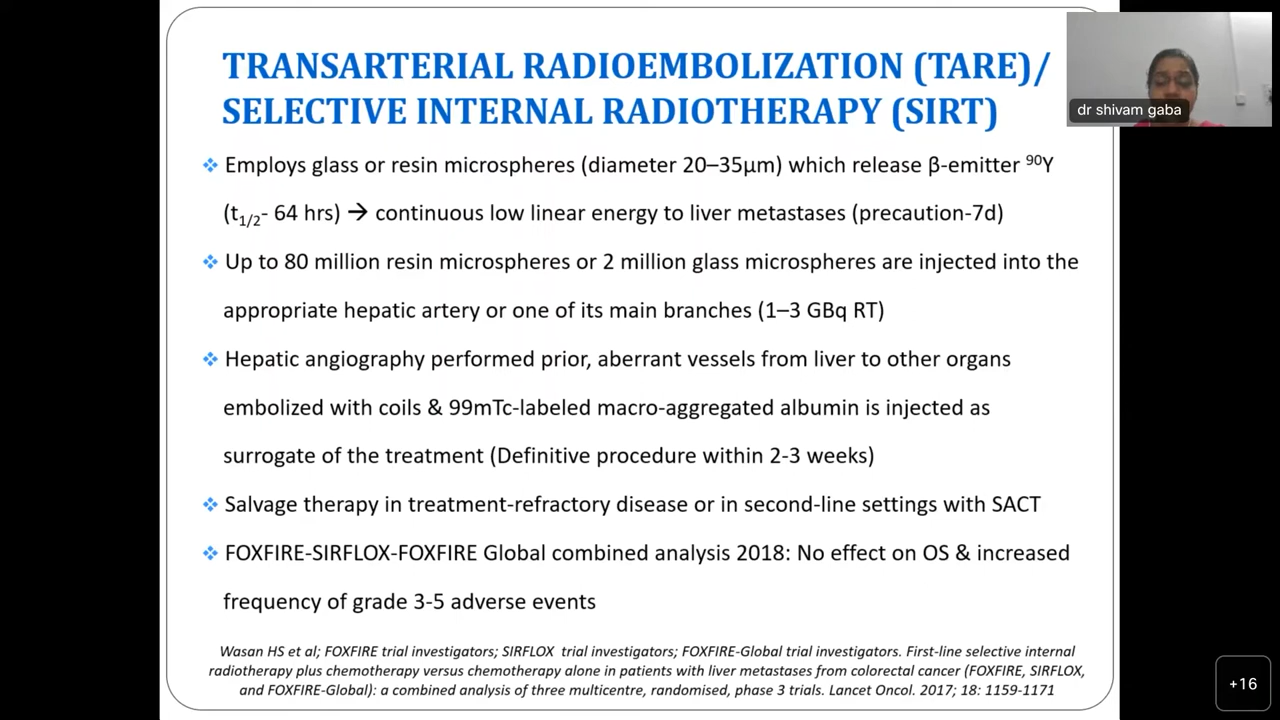 TRANSARTERIAL RADIOEMBOLIZATION (TARE)/
SELECTIVE INTERNAL RADIOTHERAPY (SIRT)
dr shivam gaba
❖ Employs glass or resin microspheres (diameter 20–35µm) which release β-emitter ⁹⁰Y
(t1/2- 64 hrs) → continuous low linear energy to liver metastases (precaution-7d)
❖ Up to 80 million resin microspheres or 2 million glass microspheres are injected into the
appropriate hepatic artery or one of its main branches (1–3 GBq RT)
❖ Hepatic angiography performed prior, aberrant vessels from liver to other organs
embolized with coils & 99mTc-labeled macro-aggregated albumin is injected as
surrogate of the treatment (Definitive procedure within 2-3 weeks)
❖ Salvage therapy in treatment-refractory disease or in second-line settings with SACT
❖ FOXFIRE-SIRFLOX-FOXFIRE Global combined analysis 2018: No effect on OS & increased
frequency of grade 3-5 adverse events
Wasan HS et al; FOXFIRE trial investigators; SIRFLOX trial investigators; FOXFIRE-Global trial investigators. First-line selective internal
radiotherapy plus chemotherapy versus chemotherapy alone in patients with liver metastases from colorectal cancer (FOXFIRE, SIRFLOX,
and FOXFIRE-Global): a combined analysis of three multicentre, randomised, phase 3 trials. Lancet Oncol. 2017; 18: 1159-1171
+16